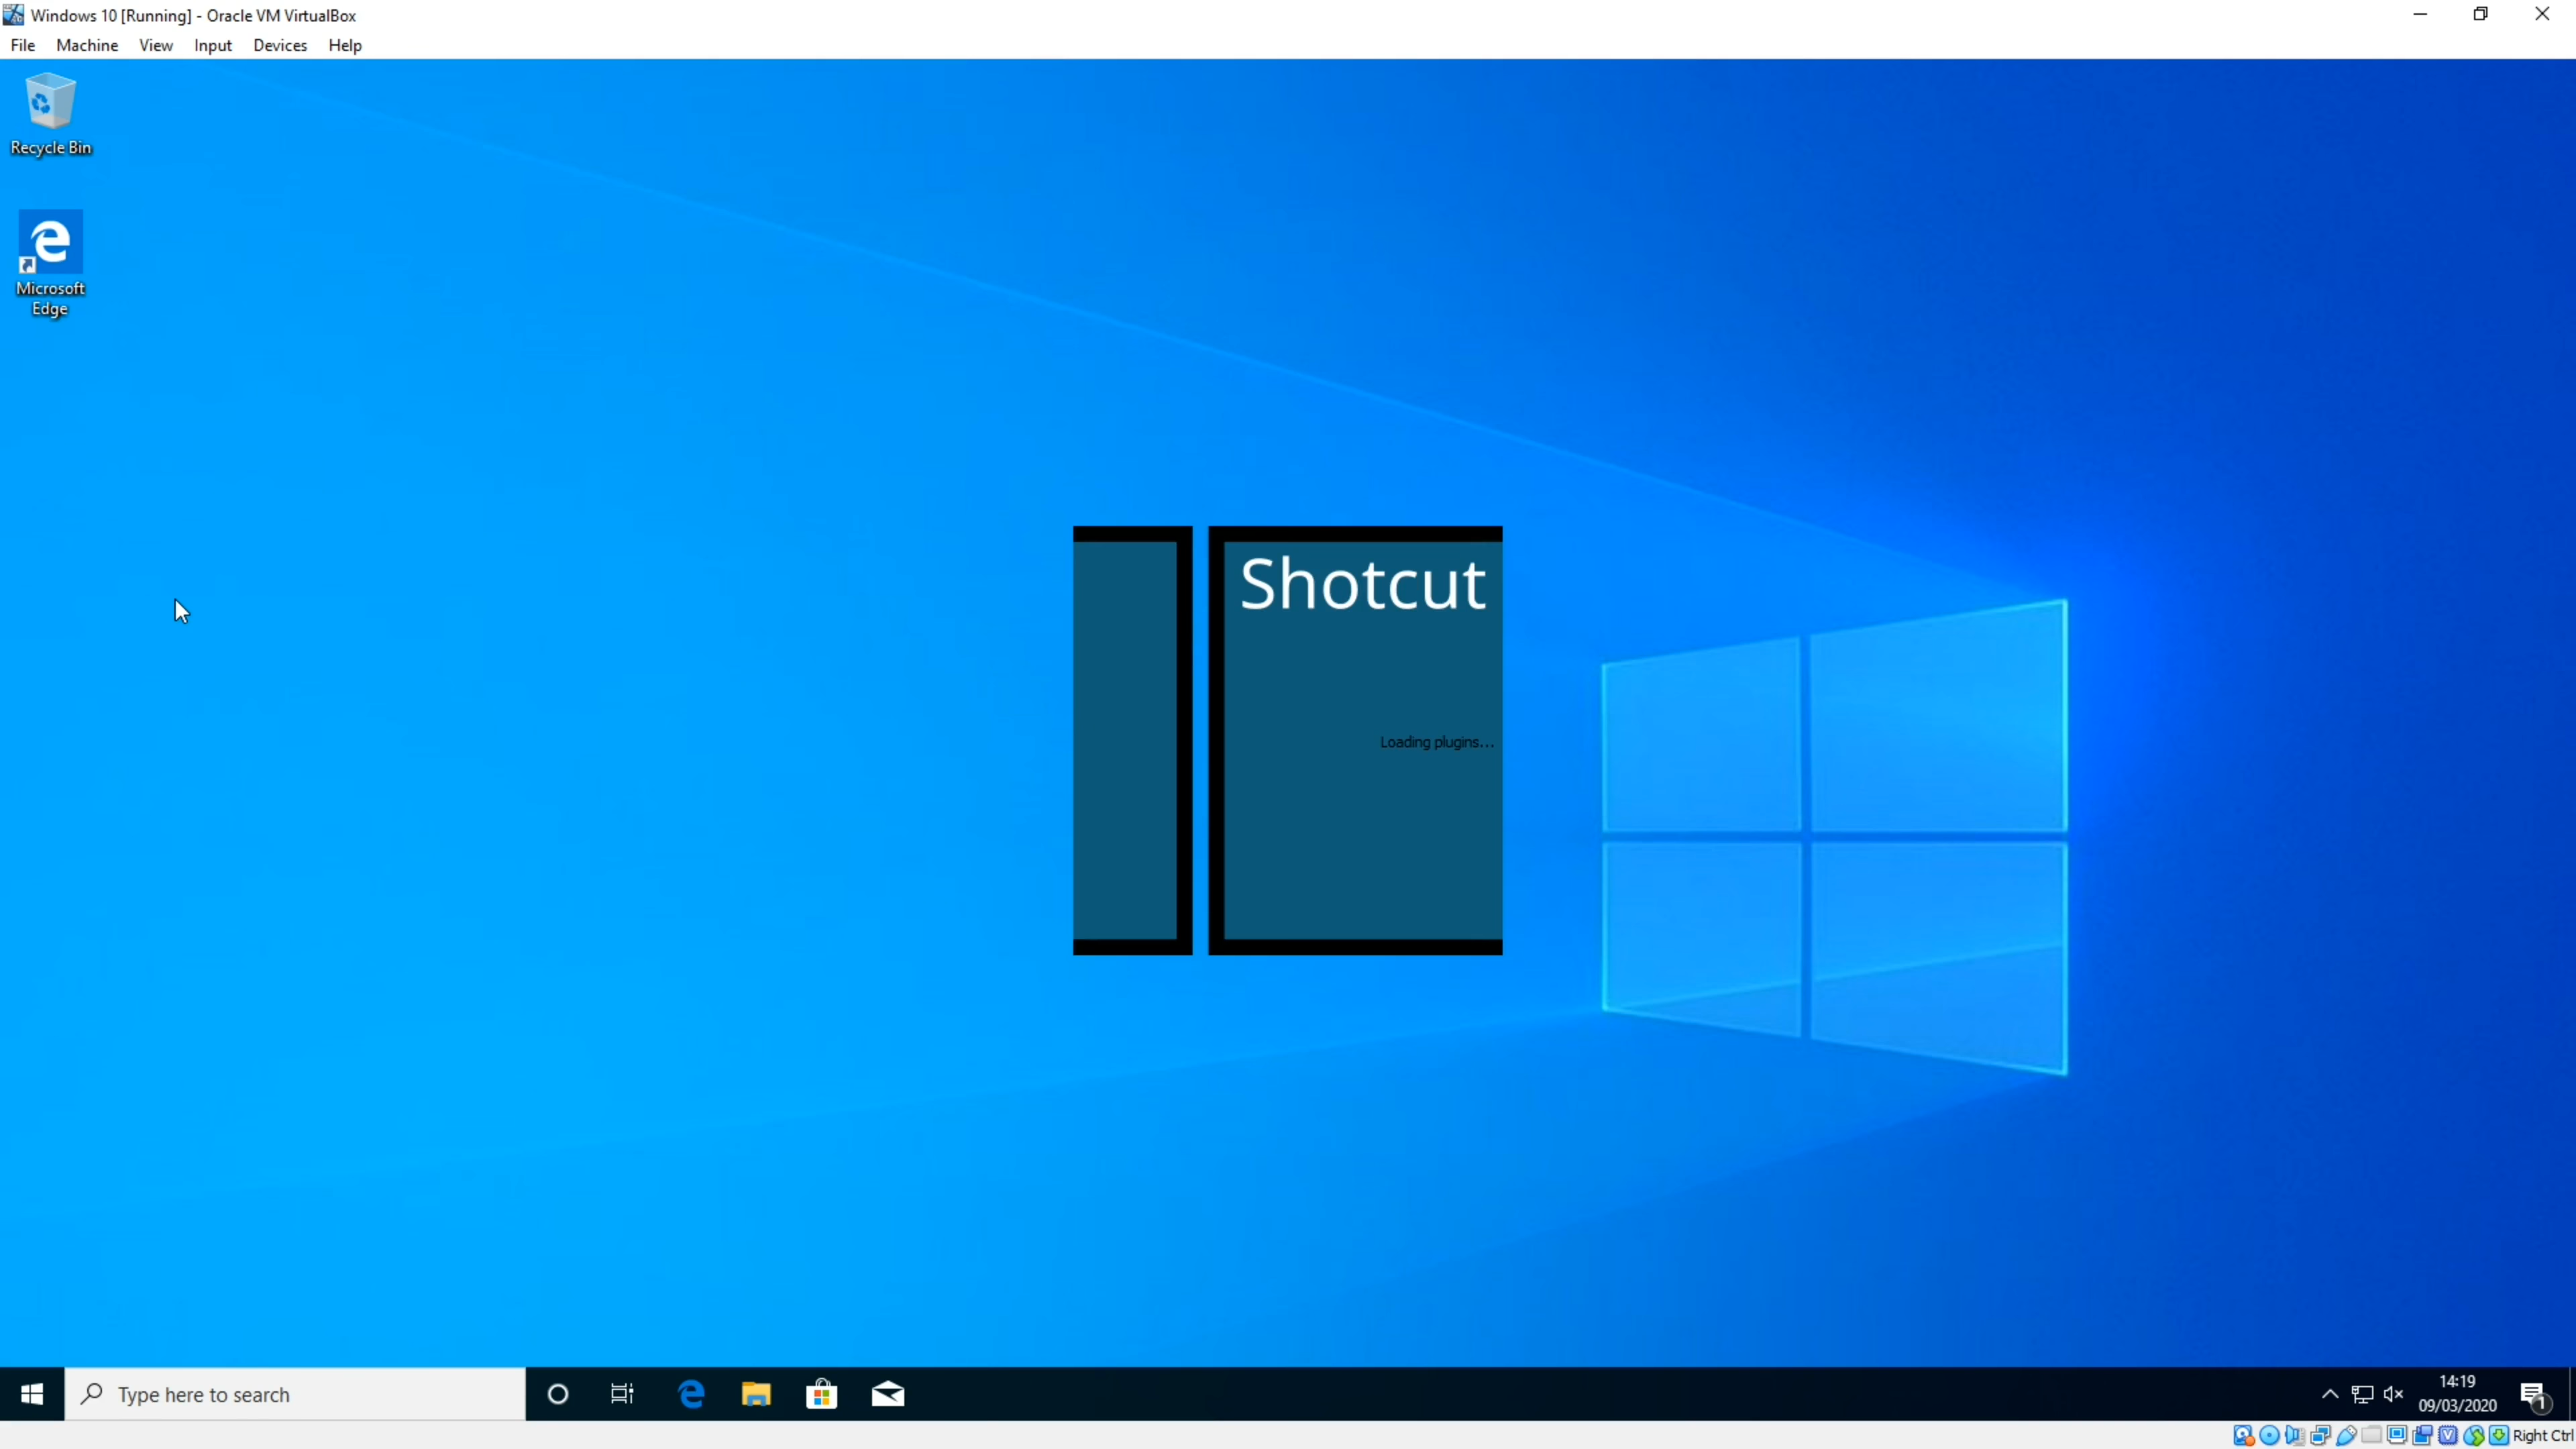 Windows 10 [Running] - Oracle VM VirtualBox
File Machine View Input Devices Help
Recycle Bin
Microsoft
Edge
Shotcut
Loading plugins...
Type here to search
14:19
09/03/2020
1
Right Ctrl